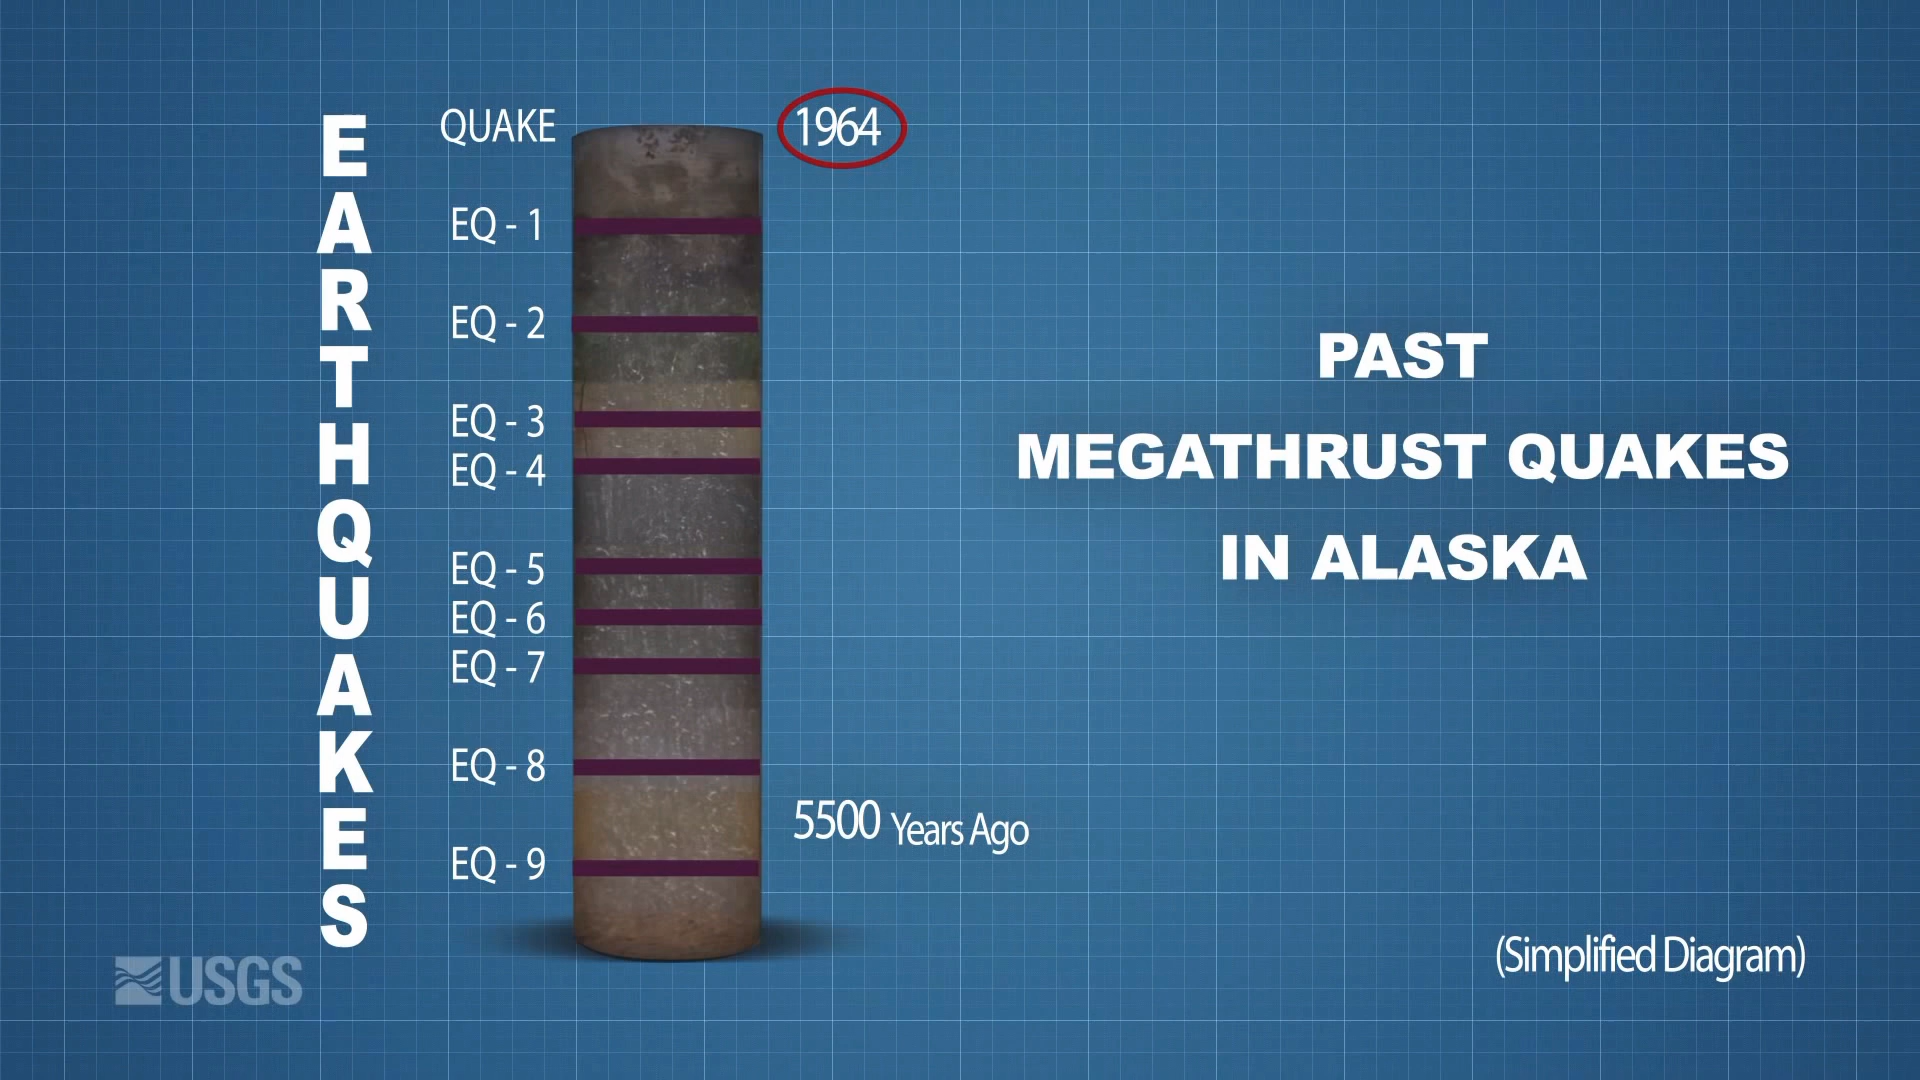 EARTHQUAKES
QUAKE
1964
EQ - 1
EQ - 2
EQ - 3
EQ - 4
EQ - 5
EQ - 6
EQ - 7
EQ - 8
EQ - 9
5500 Years Ago
PAST
MEGATHRUST QUAKES
IN ALASKA
(Simplified Diagram)
USGS